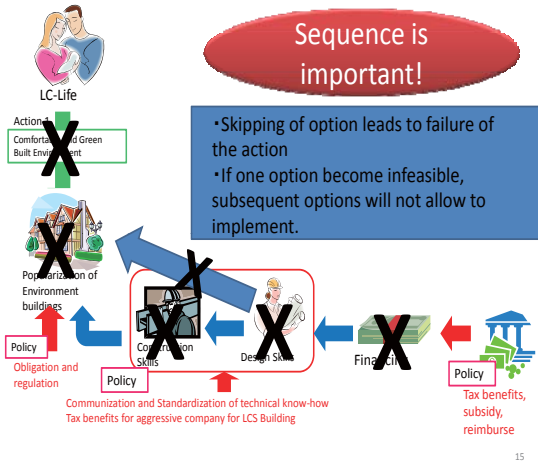 Sequence is
important!
LC-Life
Action 1
Comfortable and Green
Built Environment
・Skipping of option leads to failure of
the action
・If one option become infeasible,
subsequent options will not allow to
implement.
Popularization of
Environment
buildings
Construction
Skills
Design Skills
Financing
Policy
Obligation and
regulation
Policy
Communization and Standardization of technical know-how
Tax benefits for aggressive company for LCS Building
Policy
Tax benefits,
subsidy,
reimburse
15